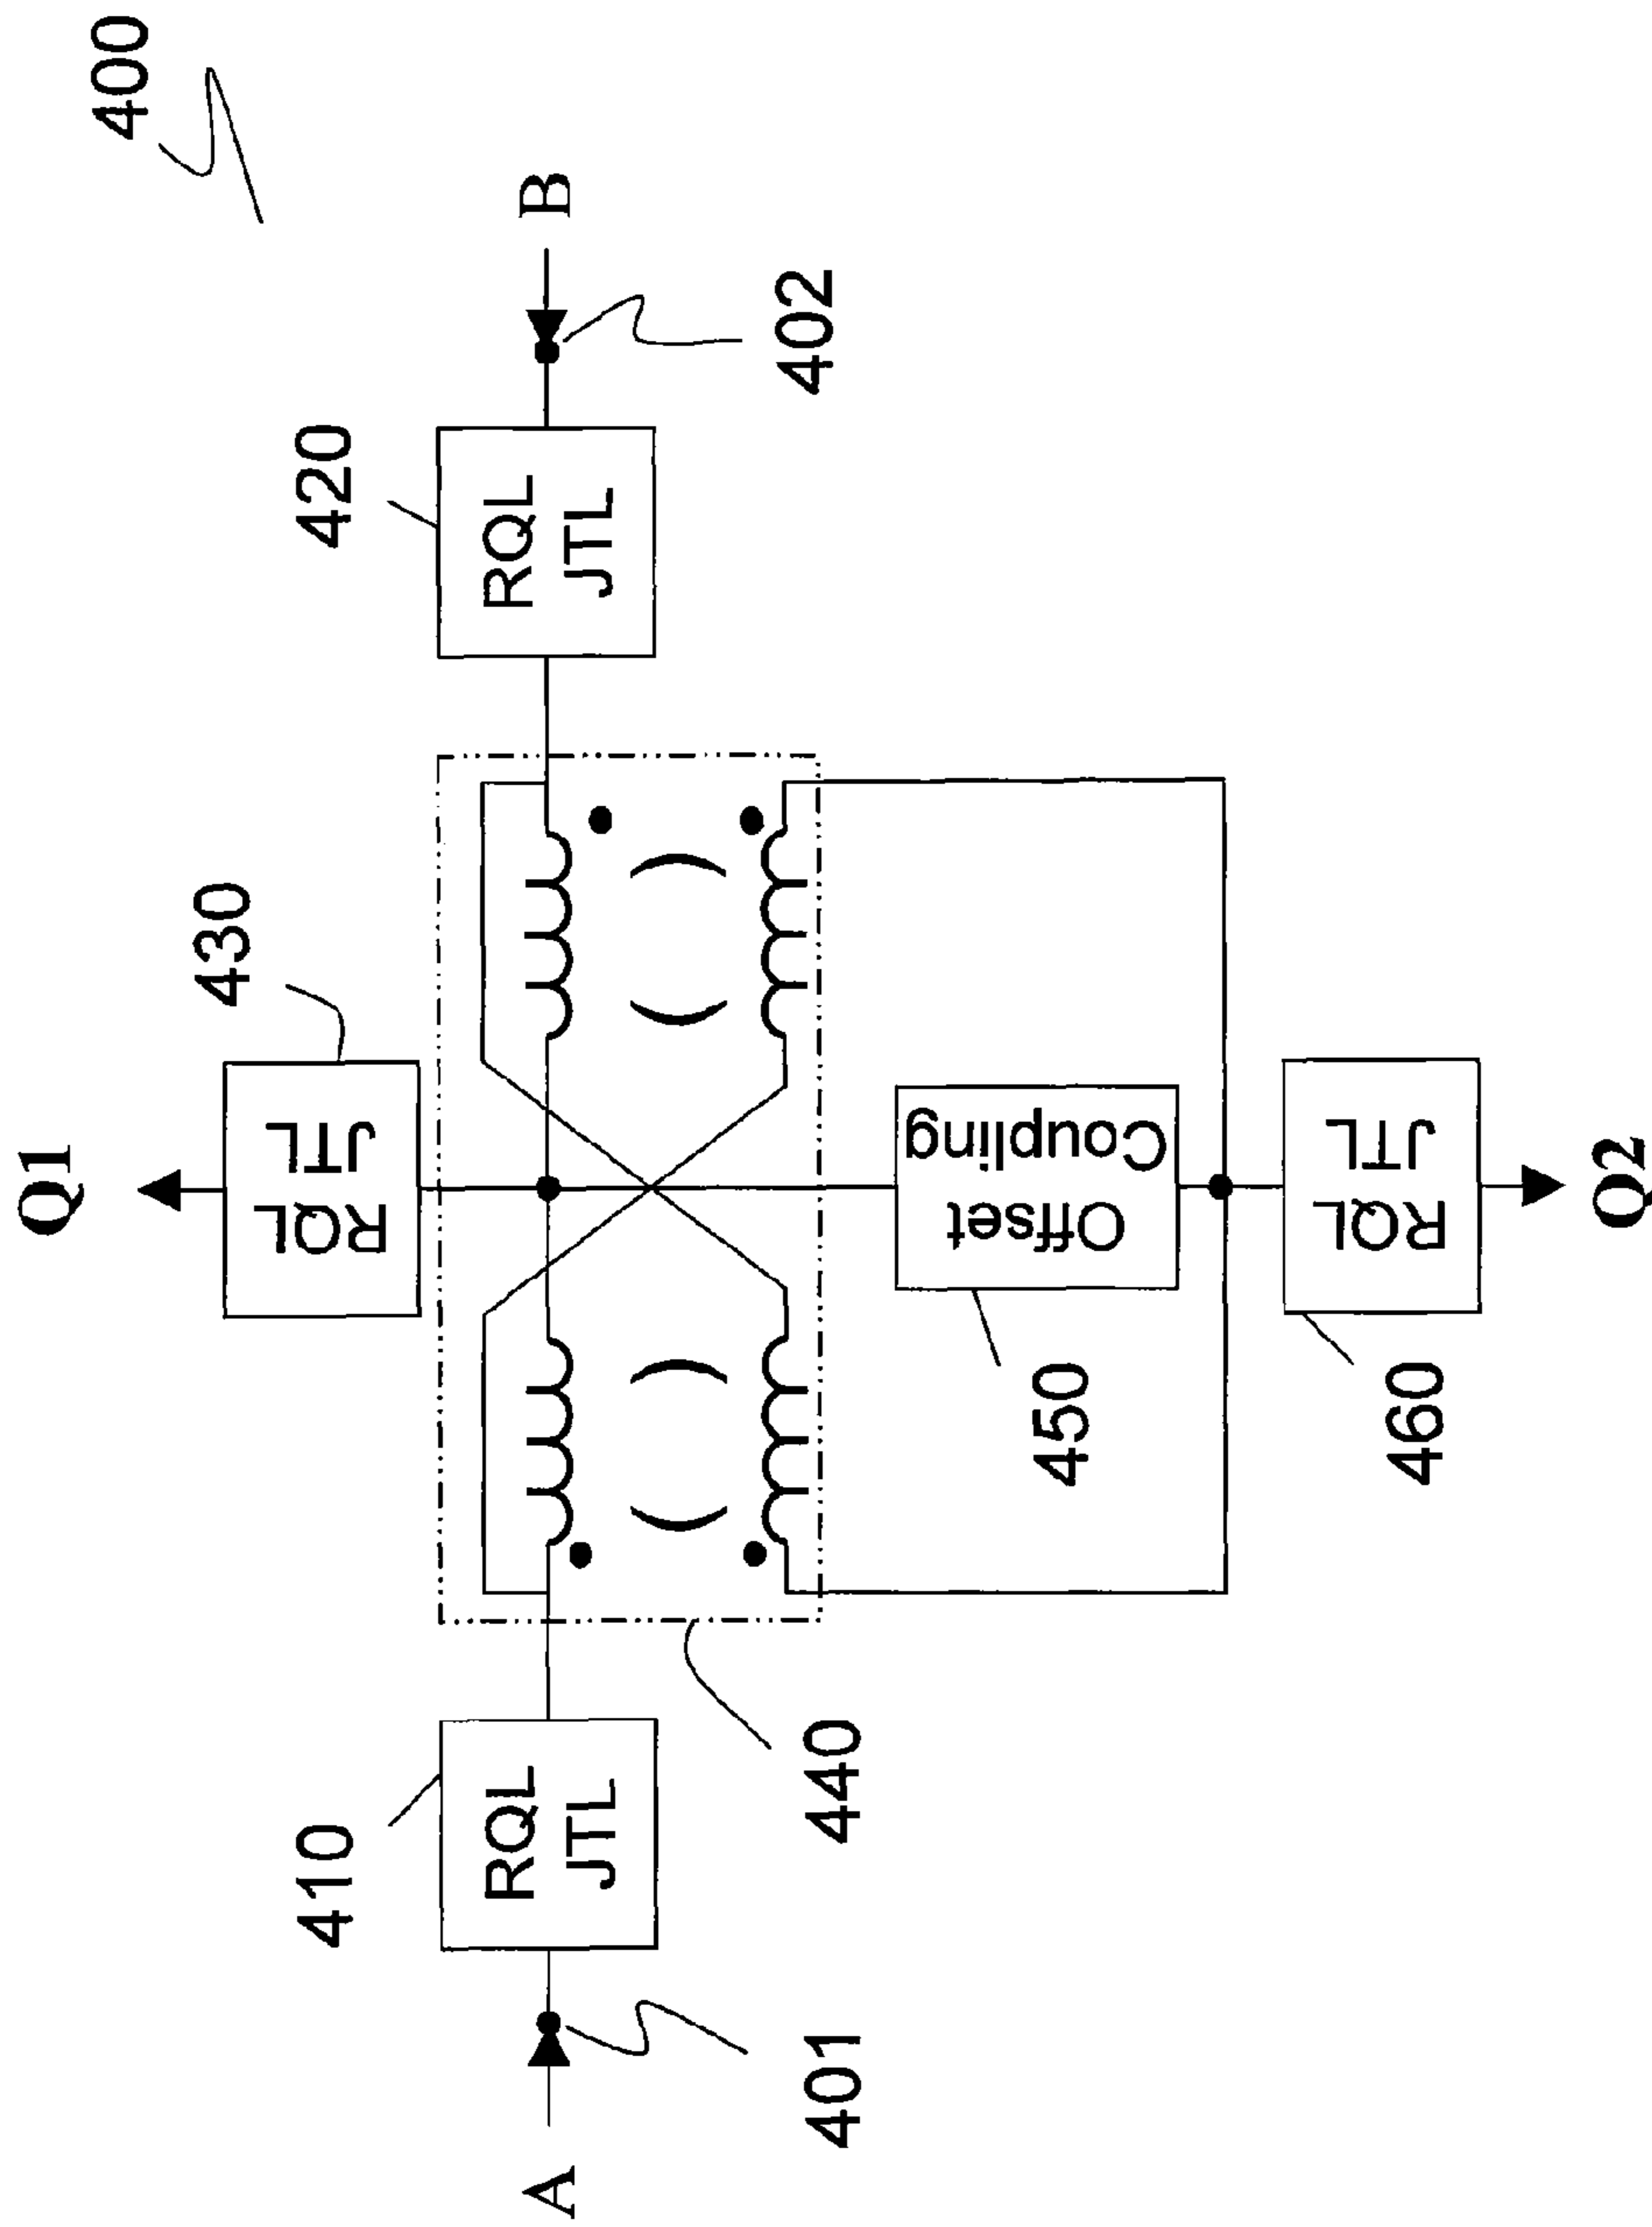 400
Q1
430
RQL
JTL
410
RQL
JTL
420
RQL
JTL
A
401
440
B
402
Offset
Coupling
450
RQL
JTL
460
Q2